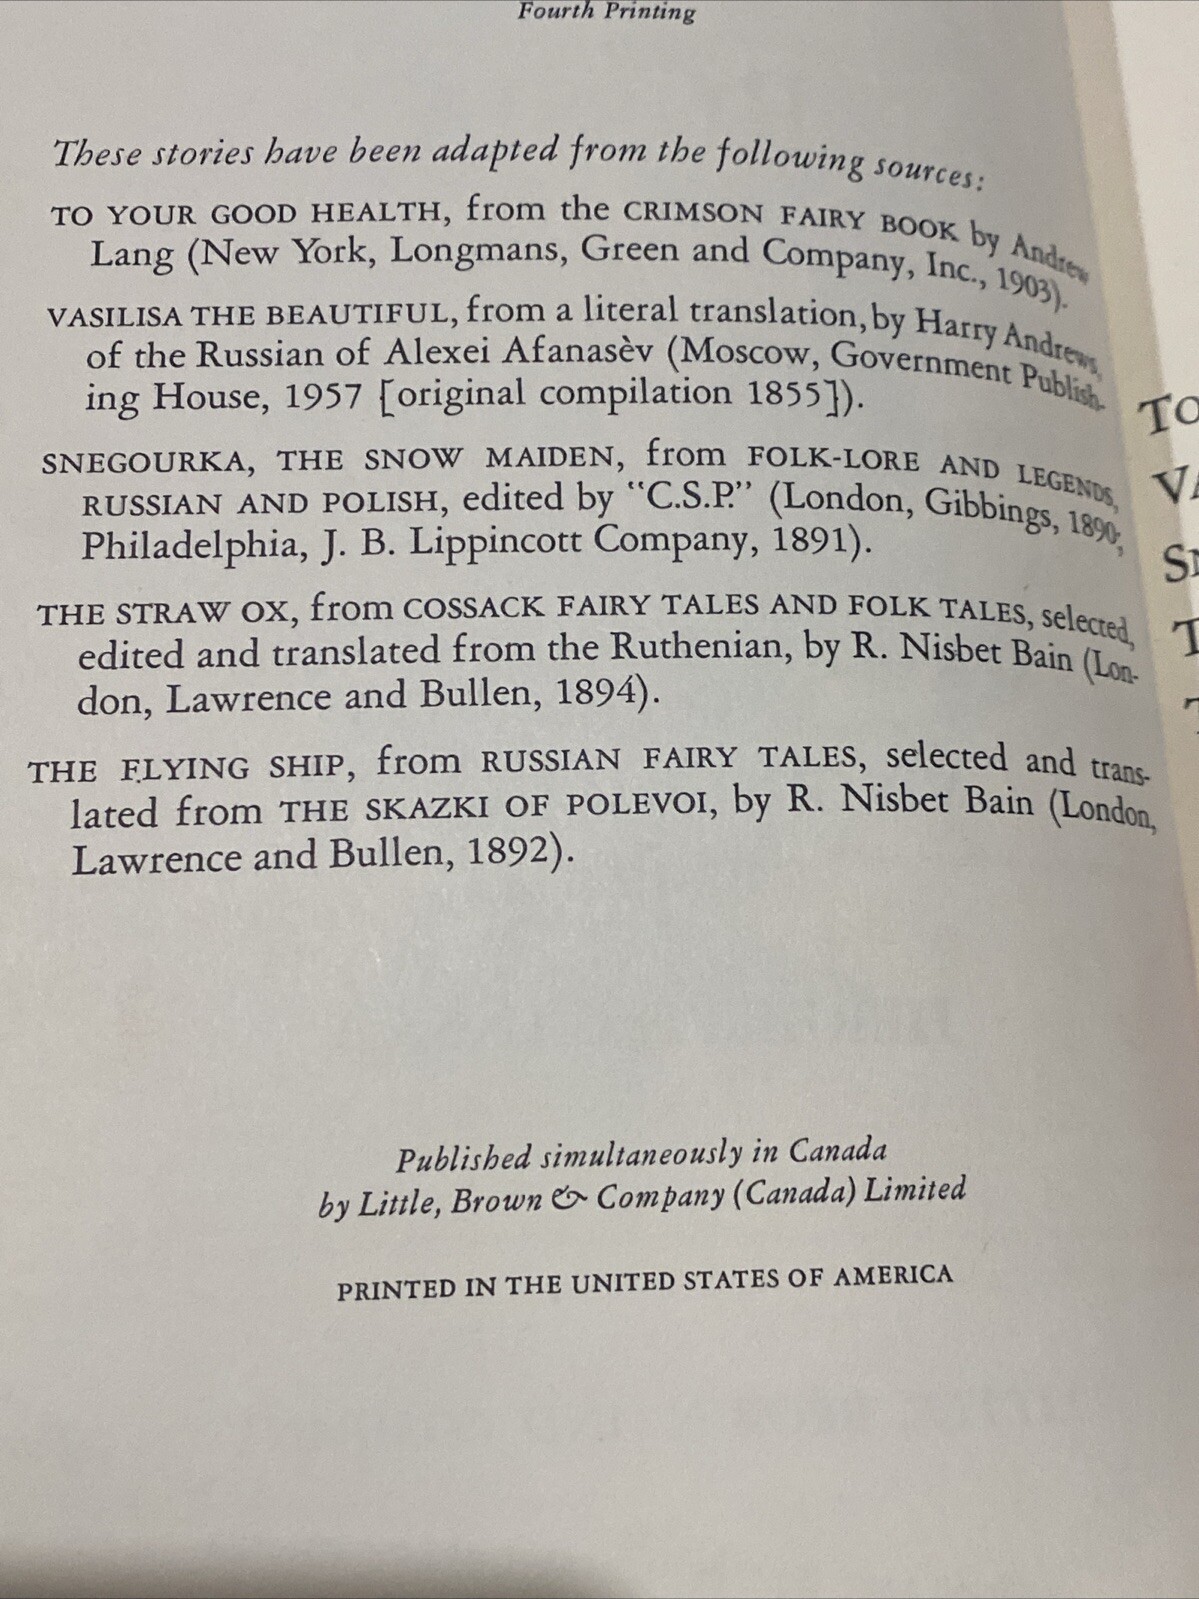 Fourth Printing
These stories have been adapted from the following sources:
TO YOUR GOOD HEALTH, from the CRIMSON FAIRY BOOK by Andrew
Lang (New York, Longmans, Green and Company, Inc., 1903).
VASILISA THE BEAUTIFUL, from a literal translation, by Harry Andrews,
of the Russian of Alexei Afanasèv (Moscow, Government Publish-
ing House, 1957 [original compilation 1855]).
SNEGOURKA, THE SNOW MAIDEN, from FOLK-LORE AND LEGENDS,
RUSSIAN AND POLISH, edited by "C.S.P." (London, Gibbings, 1890;
Philadelphia, J. B. Lippincott Company, 1891).
THE STRAW OX, from COSSACK FAIRY TALES AND FOLK TALES, selected,
edited and translated from the Ruthenian, by R. Nisbet Bain (Lon-
don, Lawrence and Bullen, 1894).
THE FLYING SHIP, from RUSSIAN FAIRY TALES, selected and trans-
lated from THE SKAZKI OF POLEVOI, by R. Nisbet Bain (London,
Lawrence and Bullen, 1892).
Published simultaneously in Canada
by Little, Brown & Company (Canada) Limited
PRINTED IN THE UNITED STATES OF AMERICA
TO